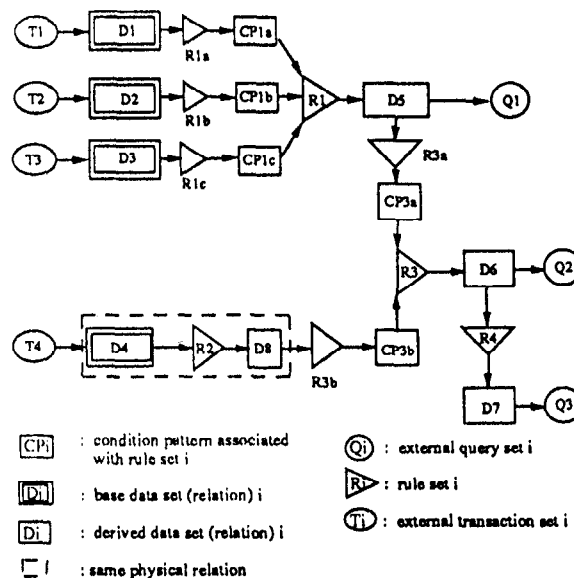 T1 D1 R1a CP1a
T2 D2 R1b CP1b R1 D5 Q1
T3 D3 R1c CP1c R3a
CP3a
R3 D6 Q2
T4 D4 R2 D8 R3b CP3b R4
D7 Q3
CPi : condition pattern associated
with rule set i
Di : base data set (relation) i
Di : derived data set (relation) i
: same physical relation
Qi : external query set i
Ri : rule set i
Ti : external transaction set i